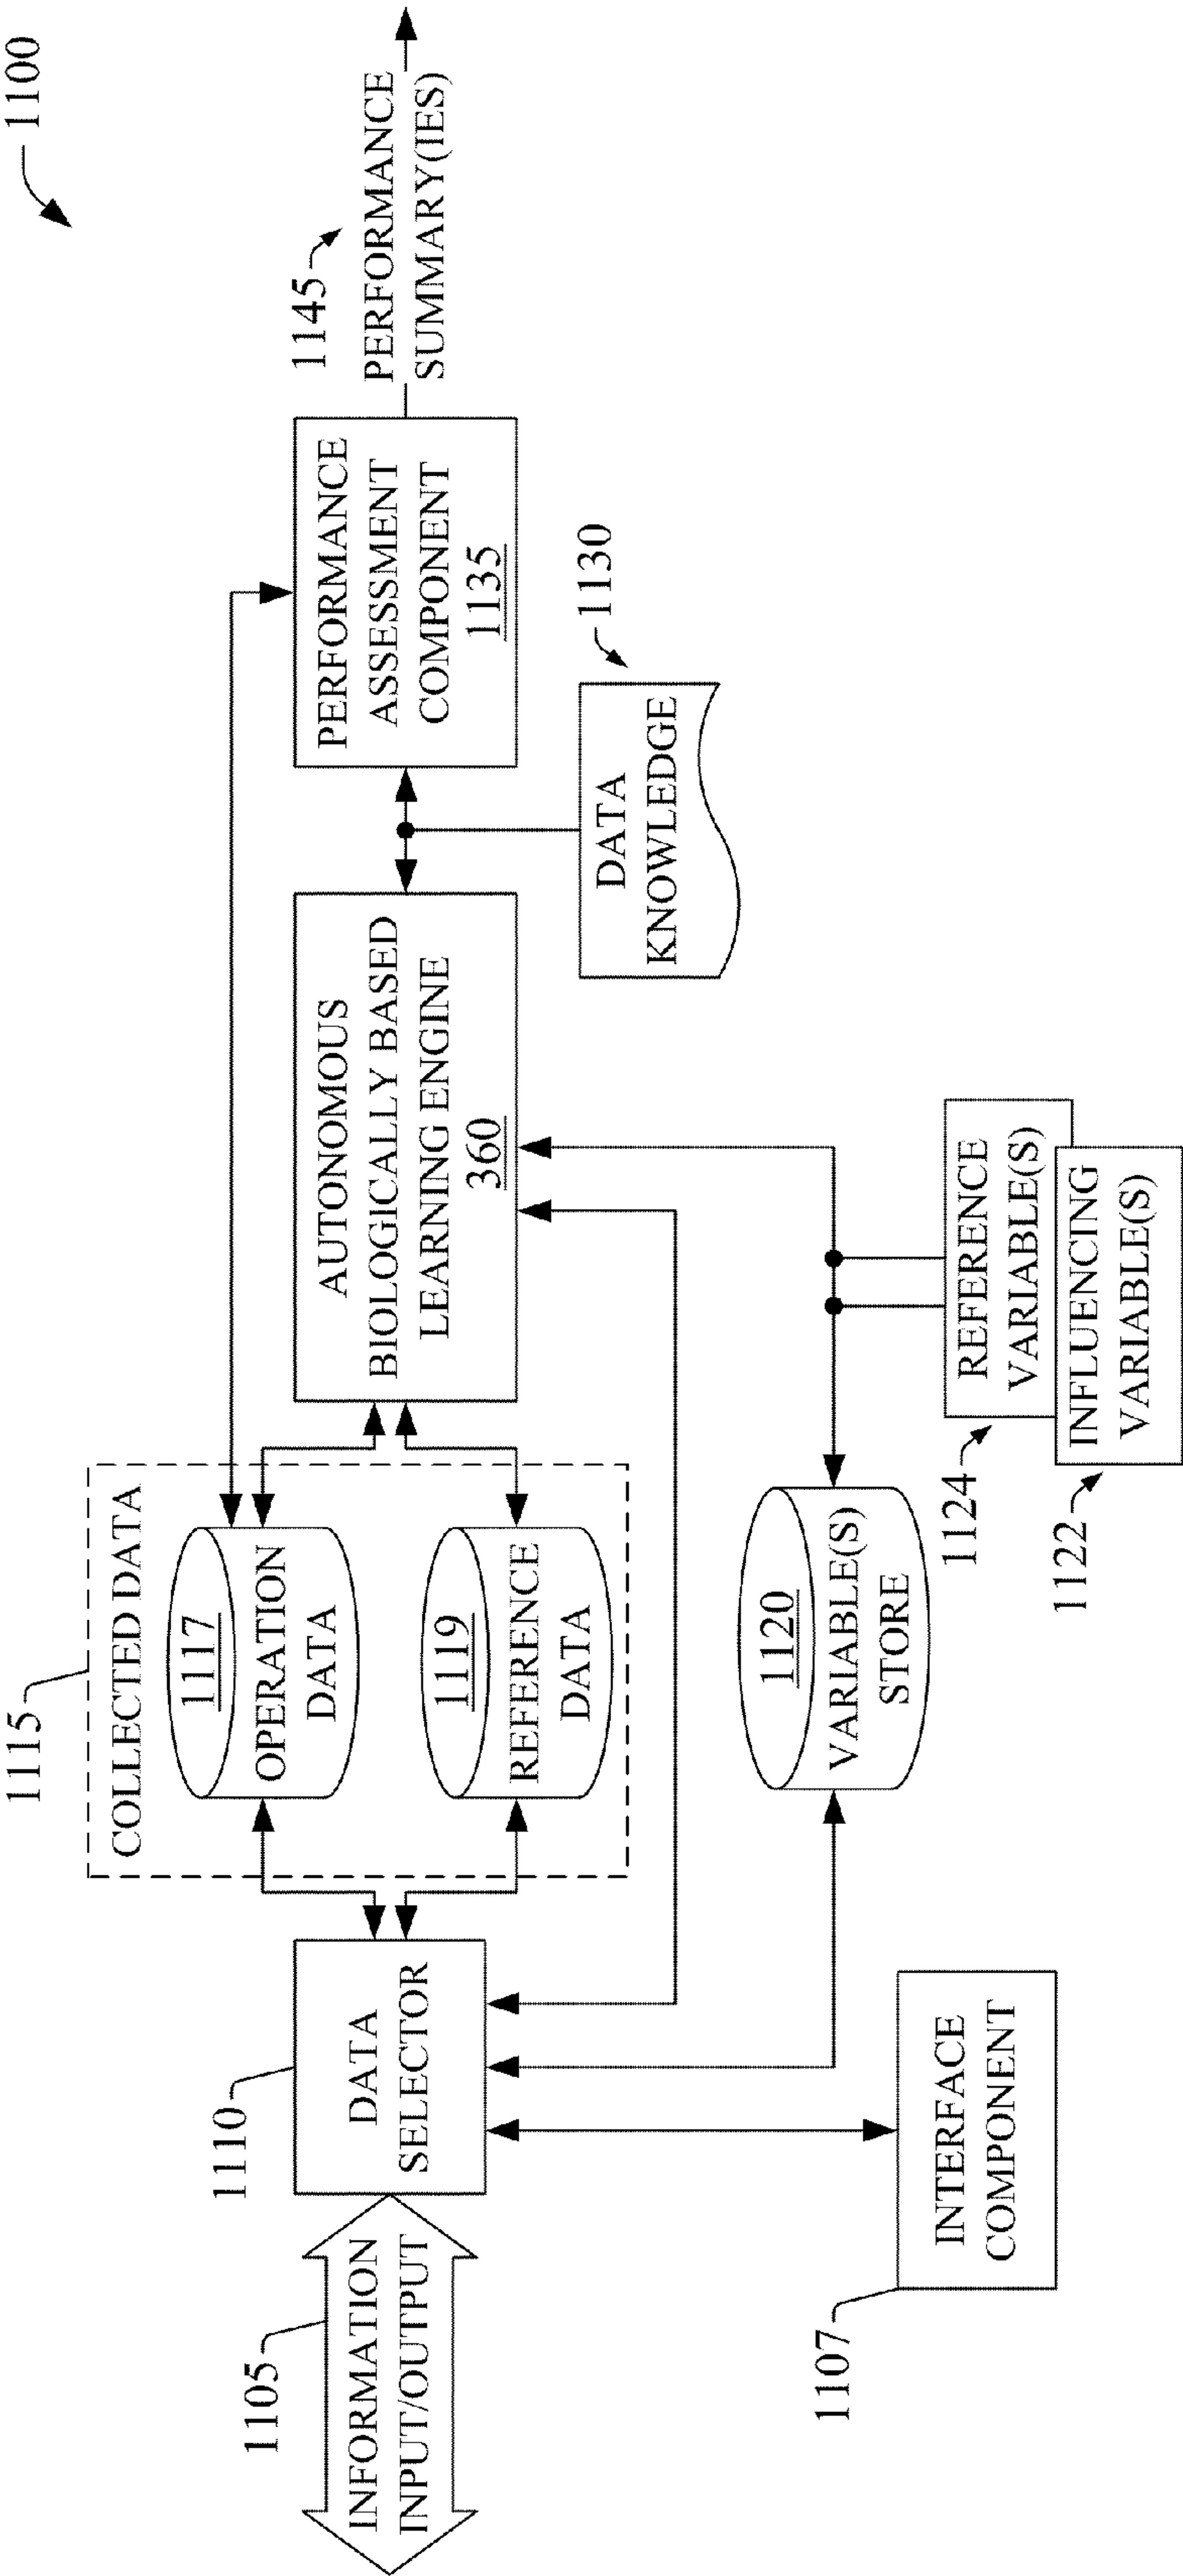 1100
1115
COLLECTED DATA
1117
OPERATION
DATA
1119
REFERENCE
DATA
1105
INFORMATION
INPUT/OUTPUT
1110
DATA
SELECTOR
AUTONOMOUS
BIOLOGICALLY BASED
LEARNING ENGINE
360
PERFORMANCE
ASSESSMENT
COMPONENT
1135
1145
PERFORMANCE
SUMMARY(IES)
DATA
KNOWLEDGE
1130
1120
VARIABLE(S)
STORE
1107
INTERFACE
COMPONENT
1124
REFERENCE
VARIABLE(S)
1122
INFLUENCING
VARIABLE(S)